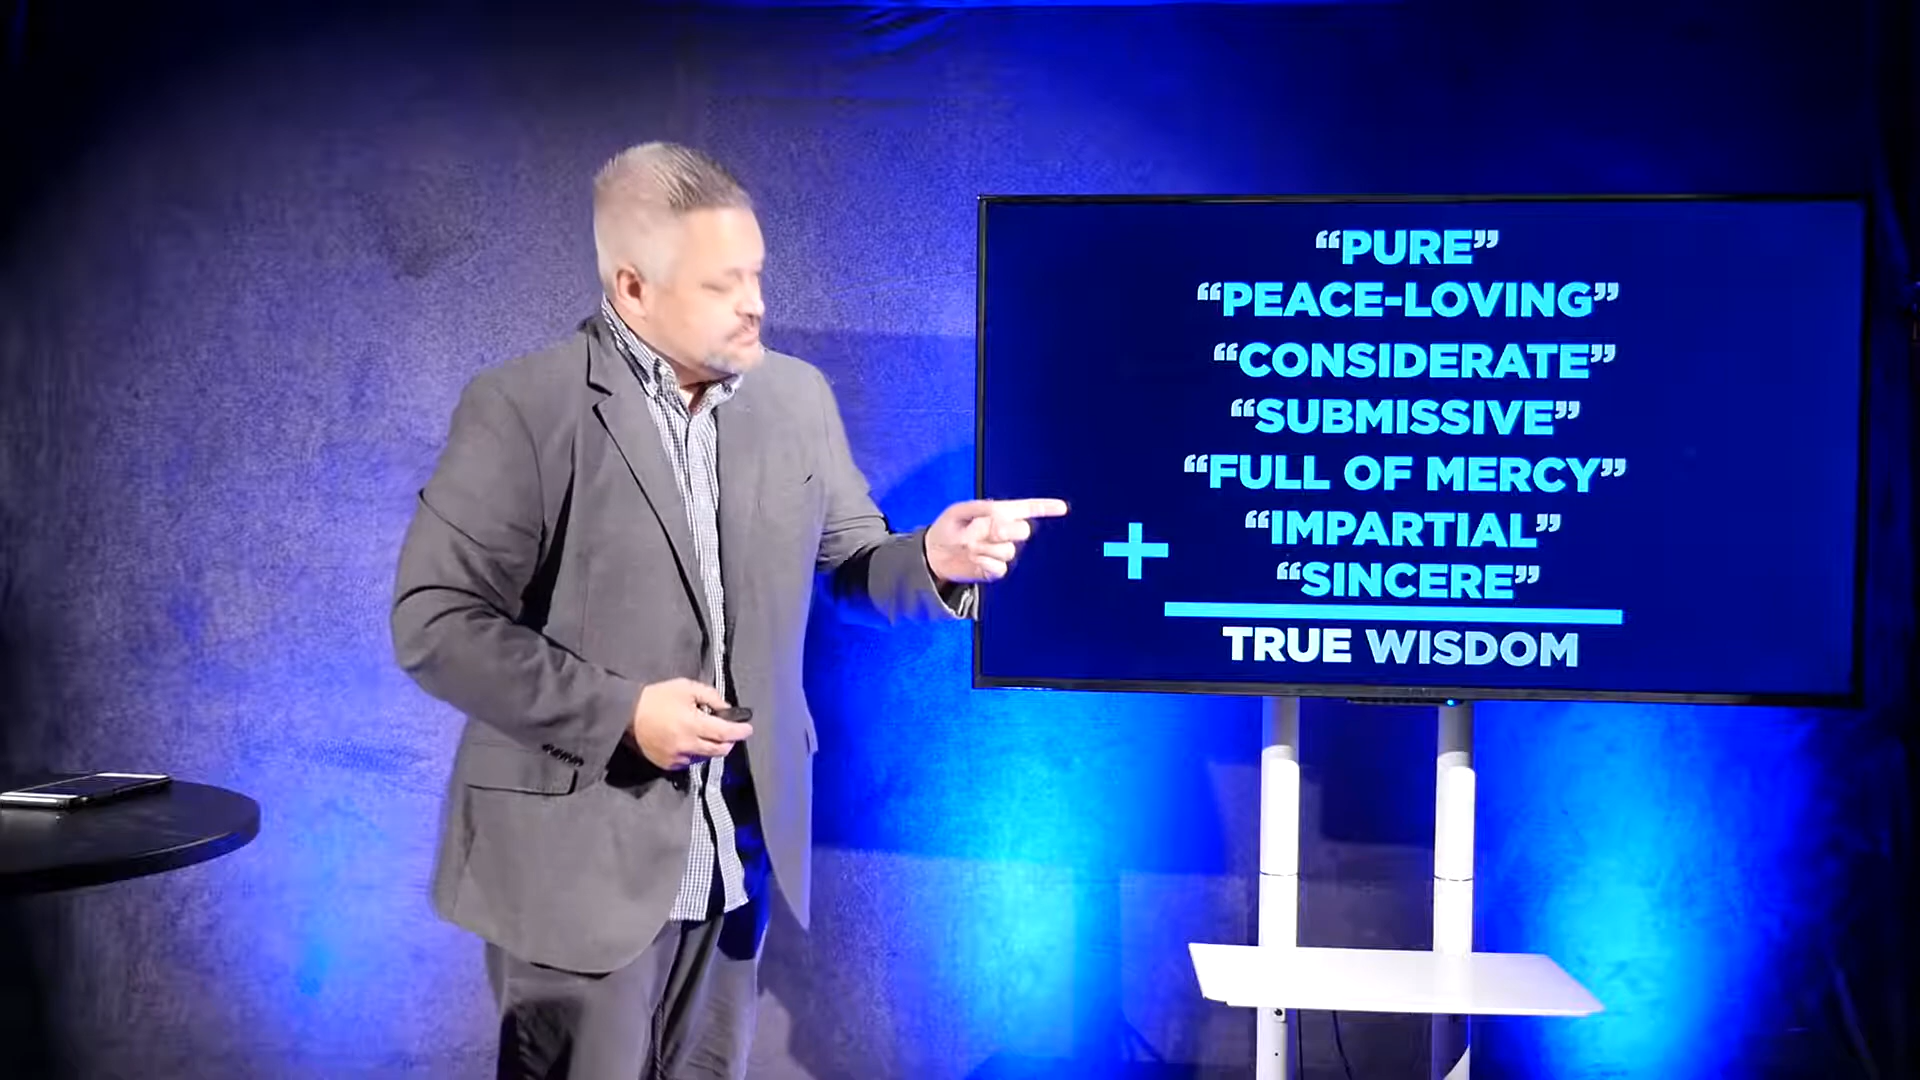 “PURE”
“PEACE-LOVING”
“CONSIDERATE”
“SUBMISSIVE”
“FULL OF MERCY”
“IMPARTIAL”
+ “SINCERE”
TRUE WISDOM